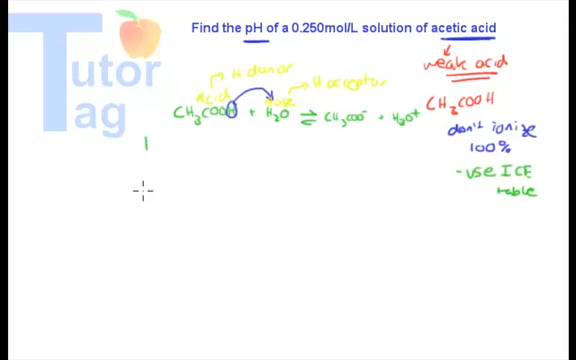 Find the pH of a 0.250mol/L solution of acetic acid
Tutor
Tag
weak acid
H donor
H acceptor
Acid
Base
CH₃COOH + H₂O ⇌ CH₃COO⁻ + H₂O⁺
CH₃COOH
don't ionize
100%
I
- USE ICE
table